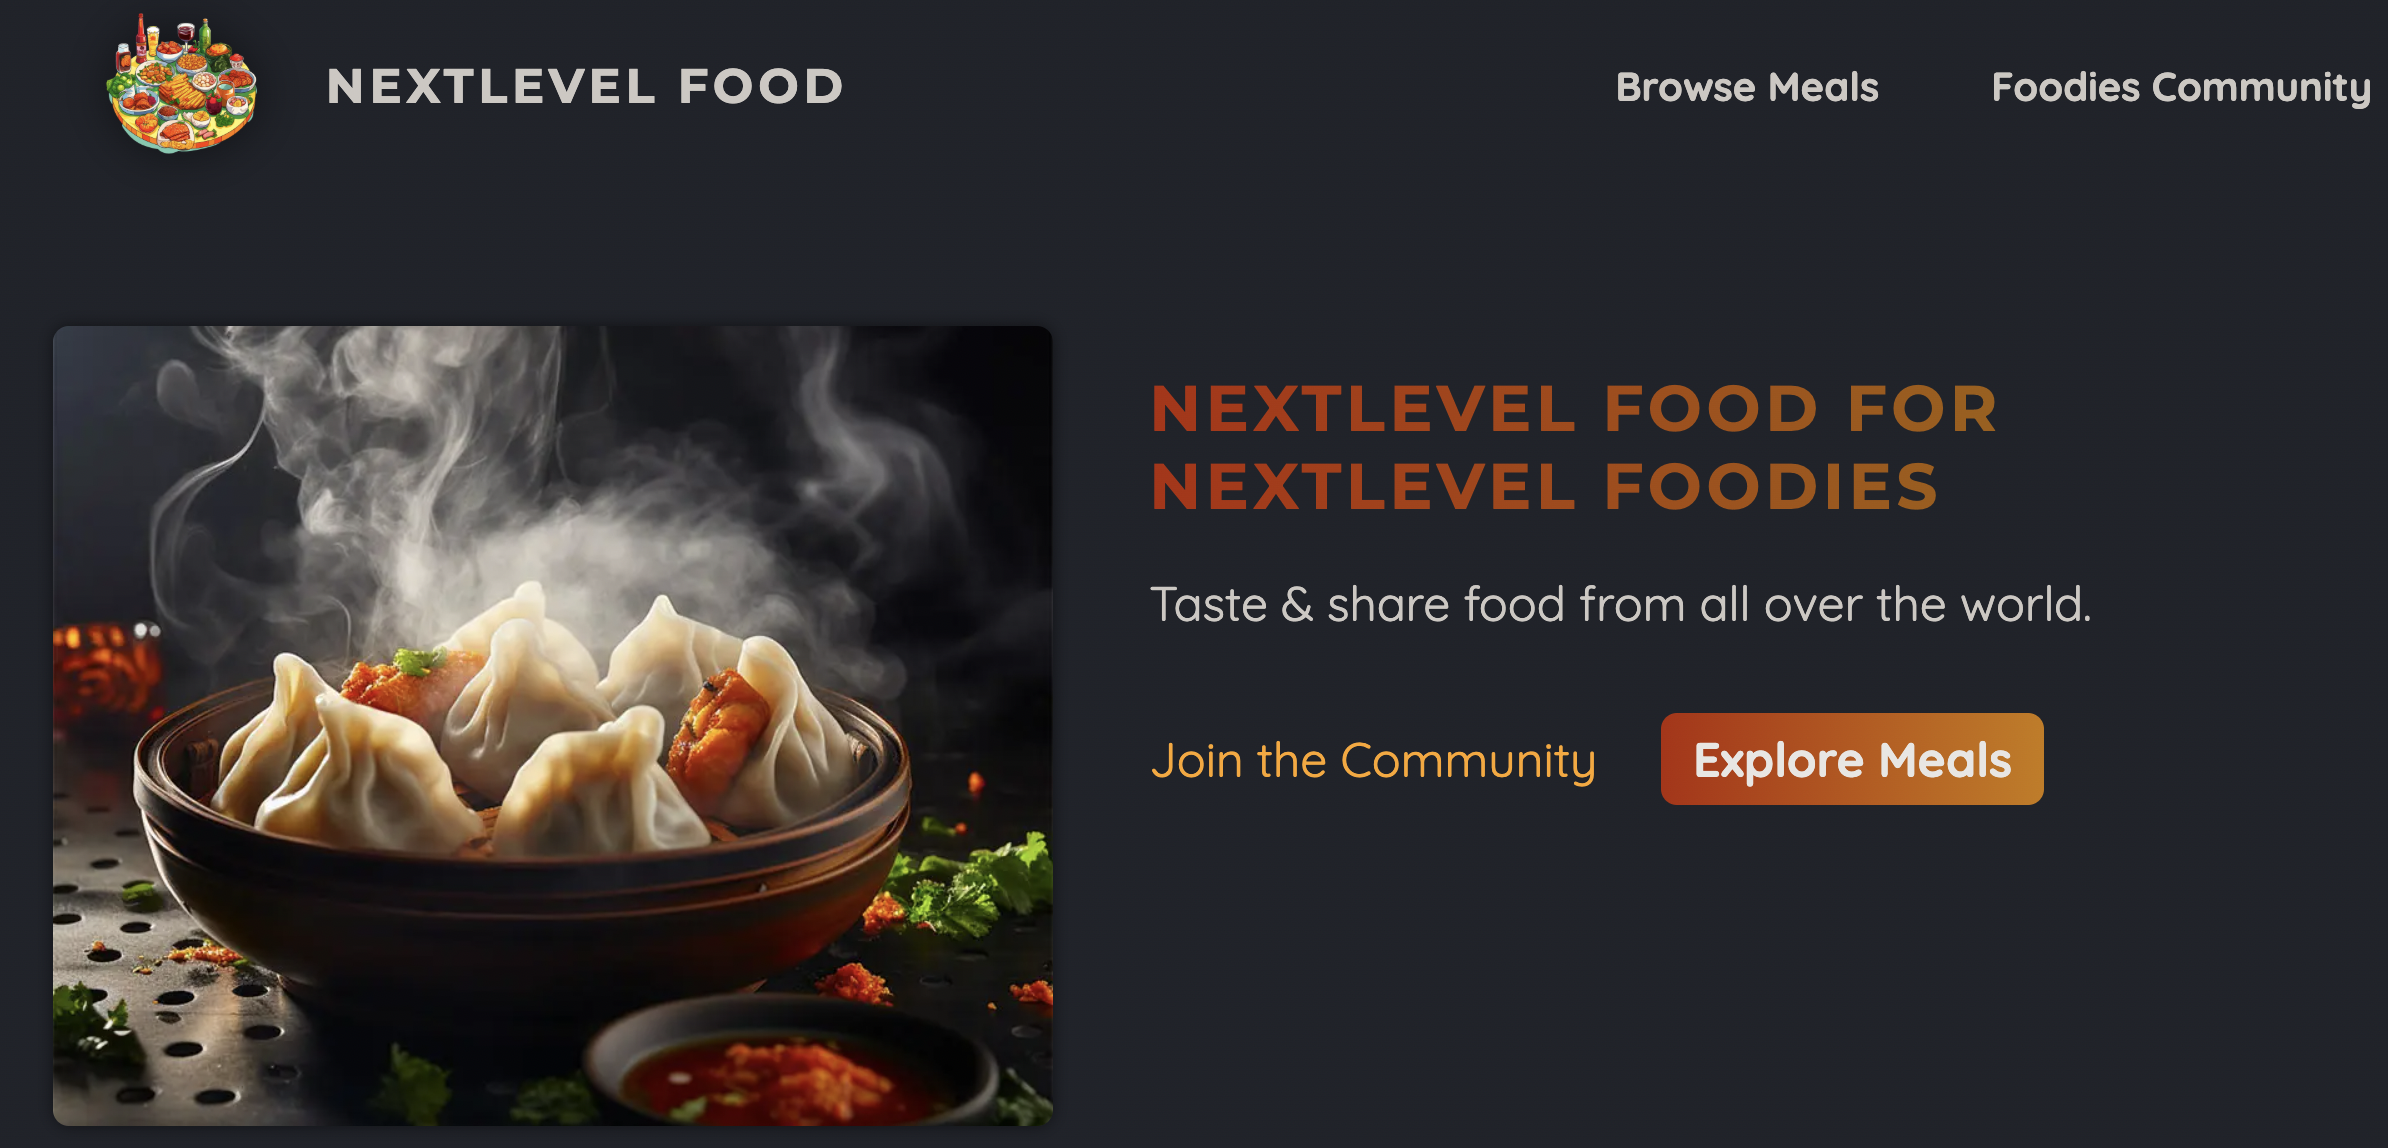 NEXTLEVEL FOOD
Browse Meals
Foodies Community
NEXTLEVEL FOOD FOR
NEXTLEVEL FOODIES
Taste & share food from all over the world.
Join the Community
Explore Meals